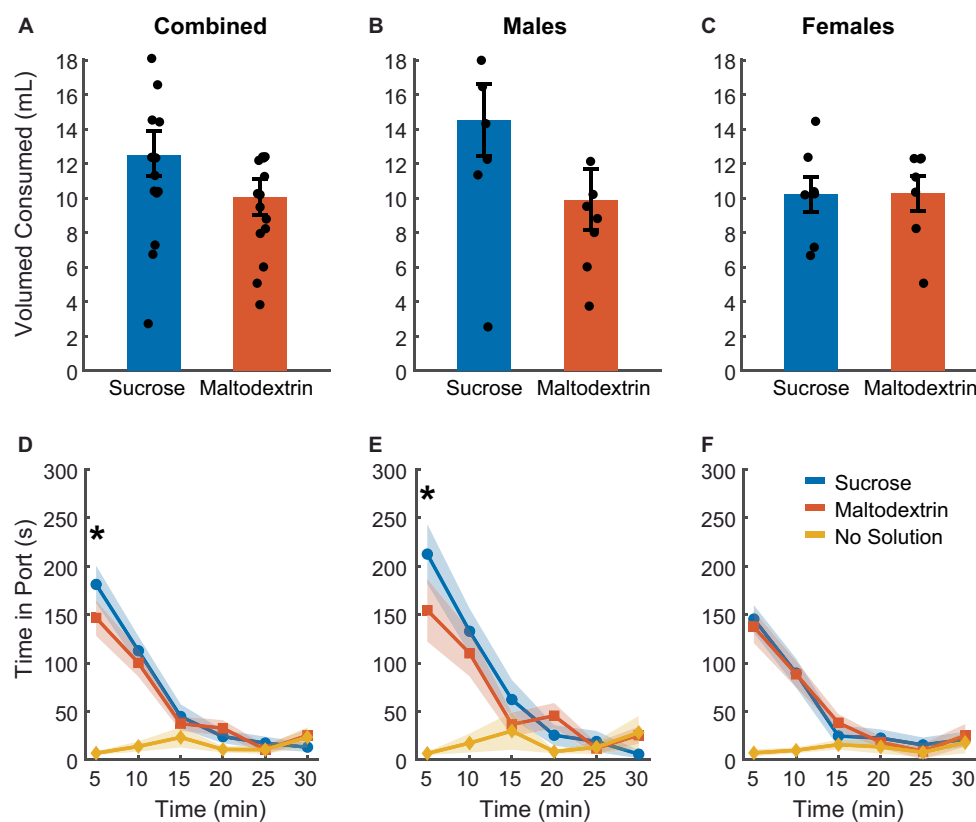 A Combined
B Males
C Females
Volumed Consumed (mL)
18
16
14
12
10
8
6
4
2
0
Sucrose Maltodextrin
18
16
14
12
10
8
6
4
2
0
Sucrose Maltodextrin
18
16
14
12
10
8
6
4
2
0
Sucrose Maltodextrin
D
Time in Port (s)
300
250
200
150
100
50
0
*
5 10 15 20 25 30
Time (min)
E
300
250
200
150
100
50
0
*
5 10 15 20 25 30
Time (min)
F
300
250
200
150
100
50
0
Sucrose
Maltodextrin
No Solution
5 10 15 20 25 30
Time (min)